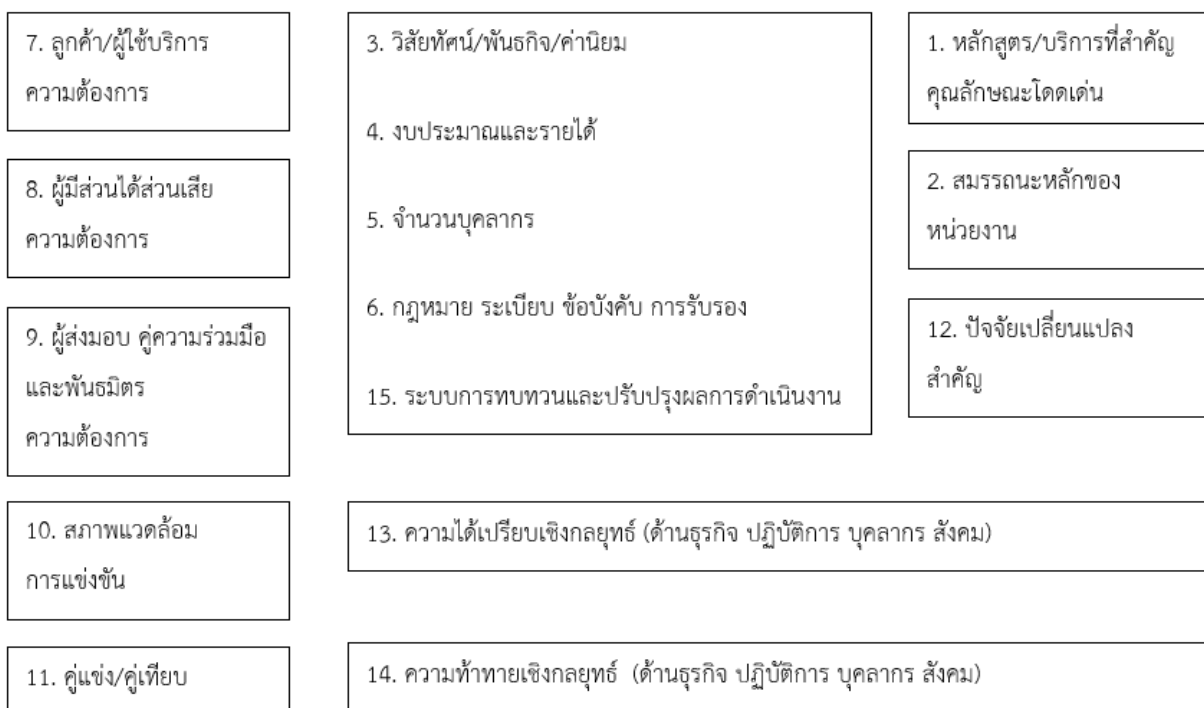 7. ลูกค้า/ผู้ใช้บริการ
ความต้องการ
8. ผู้มีส่วนได้ส่วนเสีย
ความต้องการ
9. ผู้ส่งมอบ คู่ความร่วมมือ
และพันธมิตร
ความต้องการ
10. สภาพแวดล้อม
การแข่งขัน
11. คู่แข่ง/คู่เทียบ
3. วิสัยทัศน์/พันธกิจ/ค่านิยม
4. งบประมาณและรายได้
5. จำนวนบุคลากร
6. กฎหมาย ระเบียบ ข้อบังคับ การรับรอง
15. ระบบการทบทวนและปรับปรุงผลการดำเนินงาน
1. หลักสูตร/บริการที่สำคัญ
คุณลักษณะโดดเด่น
2. สมรรถนะหลักของ
หน่วยงาน
12. ปัจจัยเปลี่ยนแปลง
สำคัญ
13. ความได้เปรียบเชิงกลยุทธ์ (ด้านธุรกิจ ปฏิบัติการ บุคลากร สังคม)
14. ความท้าทายเชิงกลยุทธ์ (ด้านธุรกิจ ปฏิบัติการ บุคลากร สังคม)